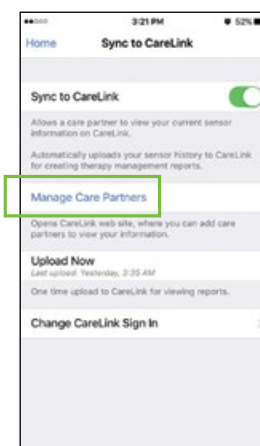 3:21 PM
52%
Home
Sync to CareLink
Sync to CareLink
Allows a care partner to view your current sensor
information on CareLink.
Automatically uploads your sensor history to CareLink
for creating therapy management reports.
Manage Care Partners
Opens CareLink web site, where you can add care
partners to view your information.
Upload Now
Last upload: Yesterday, 3:35 AM
One time upload to CareLink for viewing reports.
Change CareLink Sign In